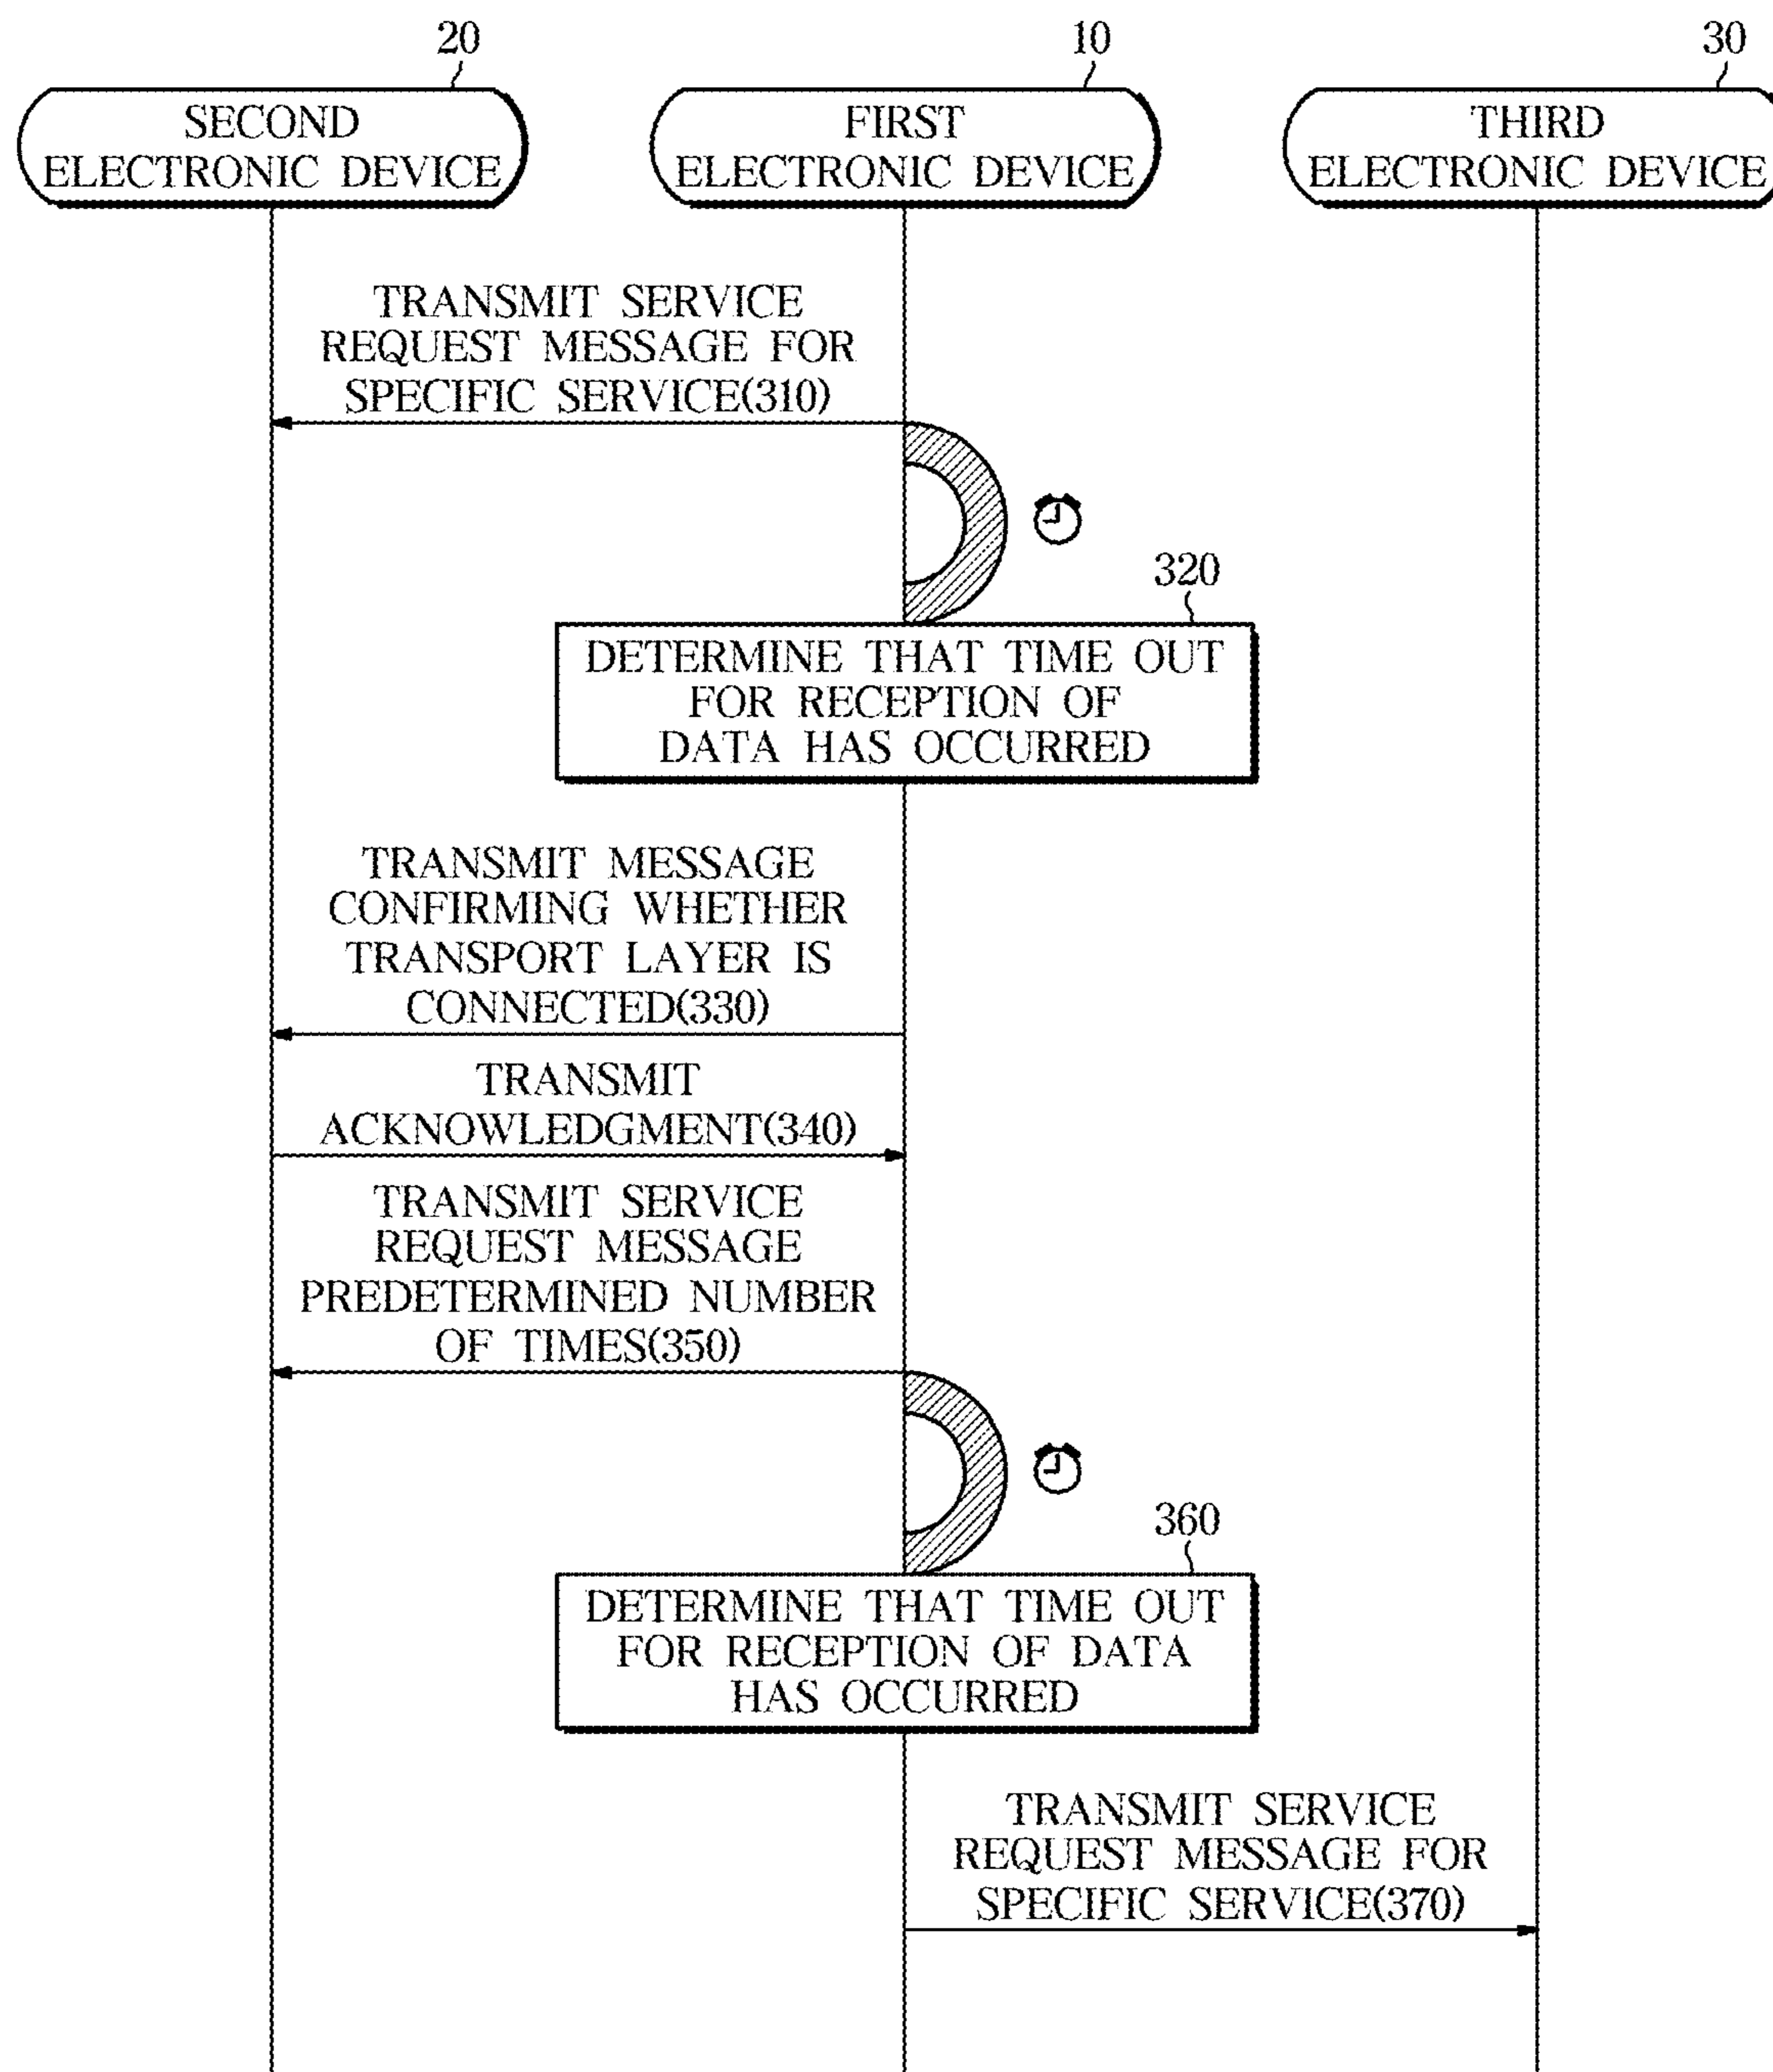 20
10
30
SECOND
ELECTRONIC DEVICE
FIRST
ELECTRONIC DEVICE
THIRD
ELECTRONIC DEVICE
TRANSMIT SERVICE
REQUEST MESSAGE FOR
SPECIFIC SERVICE(310)
320
DETERMINE THAT TIME OUT
FOR RECEPTION OF
DATA HAS OCCURRED
TRANSMIT MESSAGE
CONFIRMING WHETHER
TRANSPORT LAYER IS
CONNECTED(330)
TRANSMIT
ACKNOWLEDGMENT(340)
TRANSMIT SERVICE
REQUEST MESSAGE
PREDETERMINED NUMBER
OF TIMES(350)
360
DETERMINE THAT TIME OUT
FOR RECEPTION OF DATA
HAS OCCURRED
TRANSMIT SERVICE
REQUEST MESSAGE FOR
SPECIFIC SERVICE(370)